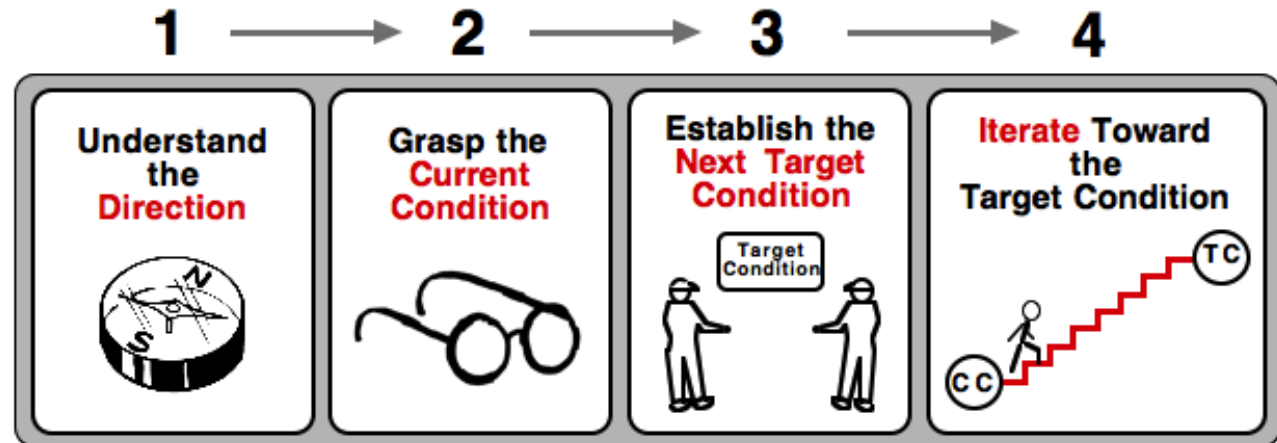 1 2 3 4
Understand
the
Direction
Grasp the
Current
Condition
Establish the
Next Target
Condition
Target
Condition
Iterate Toward
the
Target Condition
N
S
TC
CC